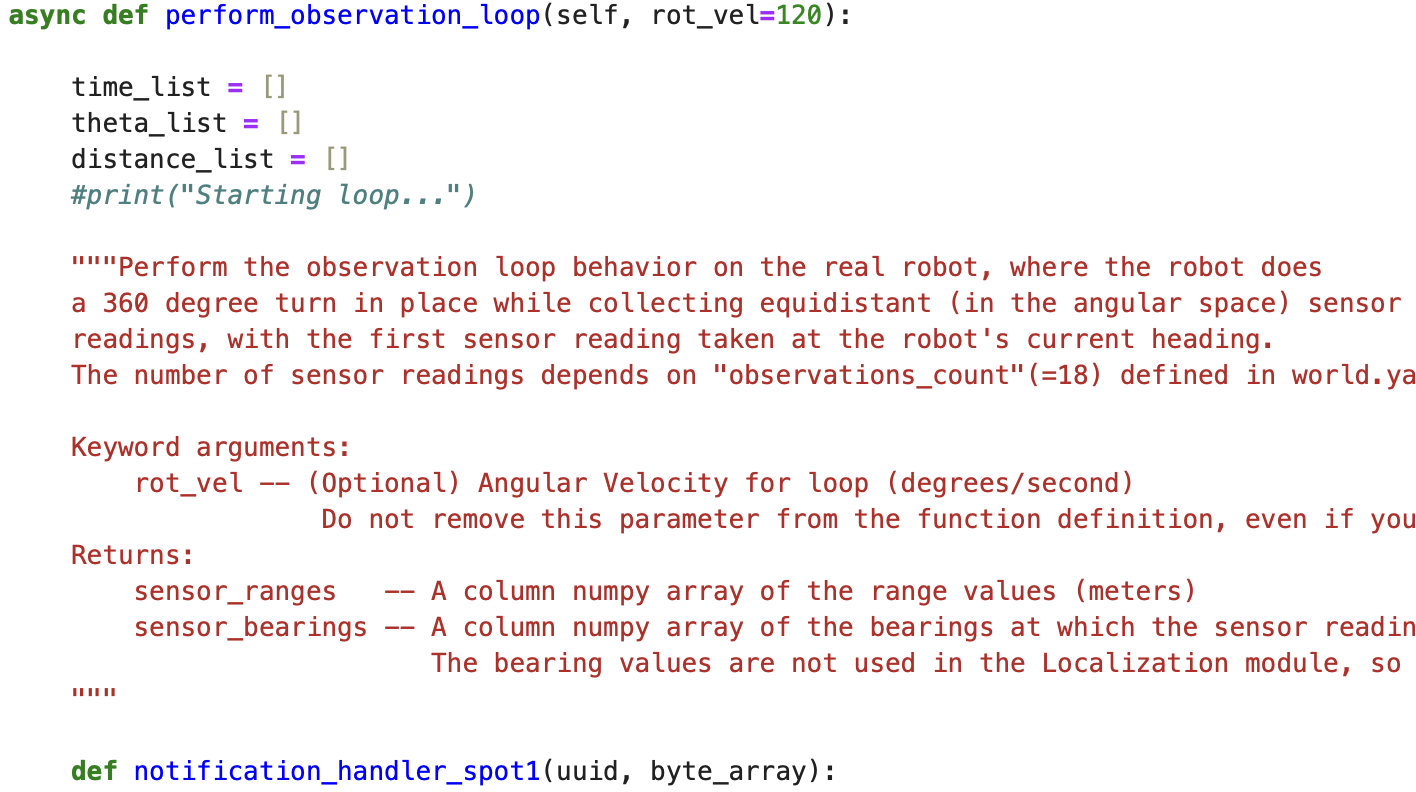 async def perform_observation_loop(self, rot_vel=120):
time_list = []
theta_list = []
distance_list = []
#print("Starting loop...")
"""Perform the observation loop behavior on the real robot, where the robot does
a 360 degree turn in place while collecting equidistant (in the angular space) sensor
readings, with the first sensor reading taken at the robot's current heading.
The number of sensor readings depends on "observations_count"(=18) defined in world.ya
Keyword arguments:
rot_vel -- (Optional) Angular Velocity for loop (degrees/second)
Do not remove this parameter from the function definition, even if you
Returns:
sensor_ranges   -- A column numpy array of the range values (meters)
sensor_bearings -- A column numpy array of the bearings at which the sensor readin
The bearing values are not used in the Localization module, so
"""
def notification_handler_spot1(uuid, byte_array):